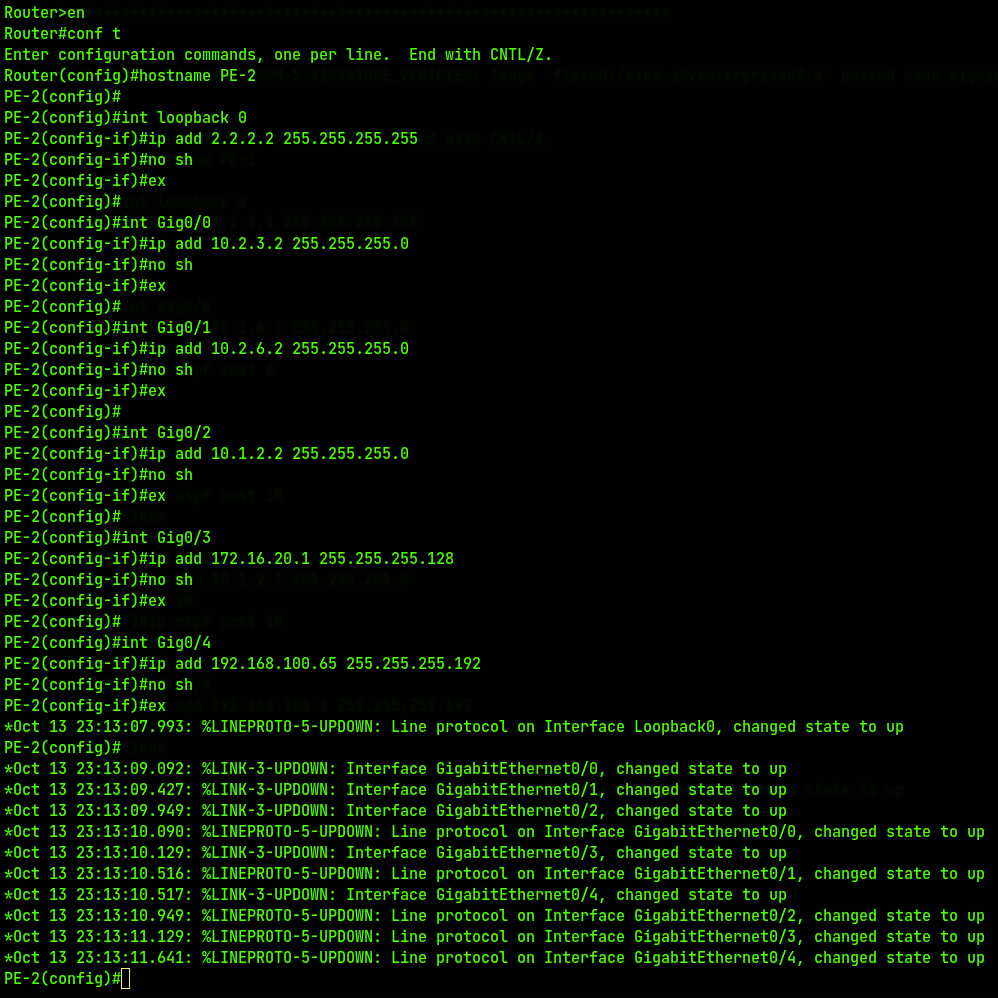 Router>en
Router#conf t
Enter configuration commands, one per line.  End with CNTL/Z.
Router(config)#hostname PE-2
PE-2(config)#
PE-2(config)#int loopback 0
PE-2(config-if)#ip add 2.2.2.2 255.255.255.255
PE-2(config-if)#no sh
PE-2(config-if)#ex
PE-2(config)#
PE-2(config)#int Gig0/0
PE-2(config-if)#ip add 10.2.3.2 255.255.255.0
PE-2(config-if)#no sh
PE-2(config-if)#ex
PE-2(config)#
PE-2(config)#int Gig0/1
PE-2(config-if)#ip add 10.2.6.2 255.255.255.0
PE-2(config-if)#no sh
PE-2(config-if)#ex
PE-2(config)#
PE-2(config)#int Gig0/2
PE-2(config-if)#ip add 10.1.2.2 255.255.255.0
PE-2(config-if)#no sh
PE-2(config-if)#ex
PE-2(config)#
PE-2(config)#int Gig0/3
PE-2(config-if)#ip add 172.16.20.1 255.255.255.128
PE-2(config-if)#no sh
PE-2(config-if)#ex
PE-2(config)#
PE-2(config)#int Gig0/4
PE-2(config-if)#ip add 192.168.100.65 255.255.255.192
PE-2(config-if)#no sh
PE-2(config-if)#ex
*Oct 13 23:13:07.993: %LINEPROTO-5-UPDOWN: Line protocol on Interface Loopback0, changed state to up
PE-2(config)#
*Oct 13 23:13:09.092: %LINK-3-UPDOWN: Interface GigabitEthernet0/0, changed state to up
*Oct 13 23:13:09.427: %LINK-3-UPDOWN: Interface GigabitEthernet0/1, changed state to up
*Oct 13 23:13:09.949: %LINK-3-UPDOWN: Interface GigabitEthernet0/2, changed state to up
*Oct 13 23:13:10.090: %LINEPROTO-5-UPDOWN: Line protocol on Interface GigabitEthernet0/0, changed state to up
*Oct 13 23:13:10.129: %LINK-3-UPDOWN: Interface GigabitEthernet0/3, changed state to up
*Oct 13 23:13:10.516: %LINEPROTO-5-UPDOWN: Line protocol on Interface GigabitEthernet0/1, changed state to up
*Oct 13 23:13:10.517: %LINK-3-UPDOWN: Interface GigabitEthernet0/4, changed state to up
*Oct 13 23:13:10.949: %LINEPROTO-5-UPDOWN: Line protocol on Interface GigabitEthernet0/2, changed state to up
*Oct 13 23:13:11.129: %LINEPROTO-5-UPDOWN: Line protocol on Interface GigabitEthernet0/3, changed state to up
*Oct 13 23:13:11.641: %LINEPROTO-5-UPDOWN: Line protocol on Interface GigabitEthernet0/4, changed state to up
PE-2(config)#